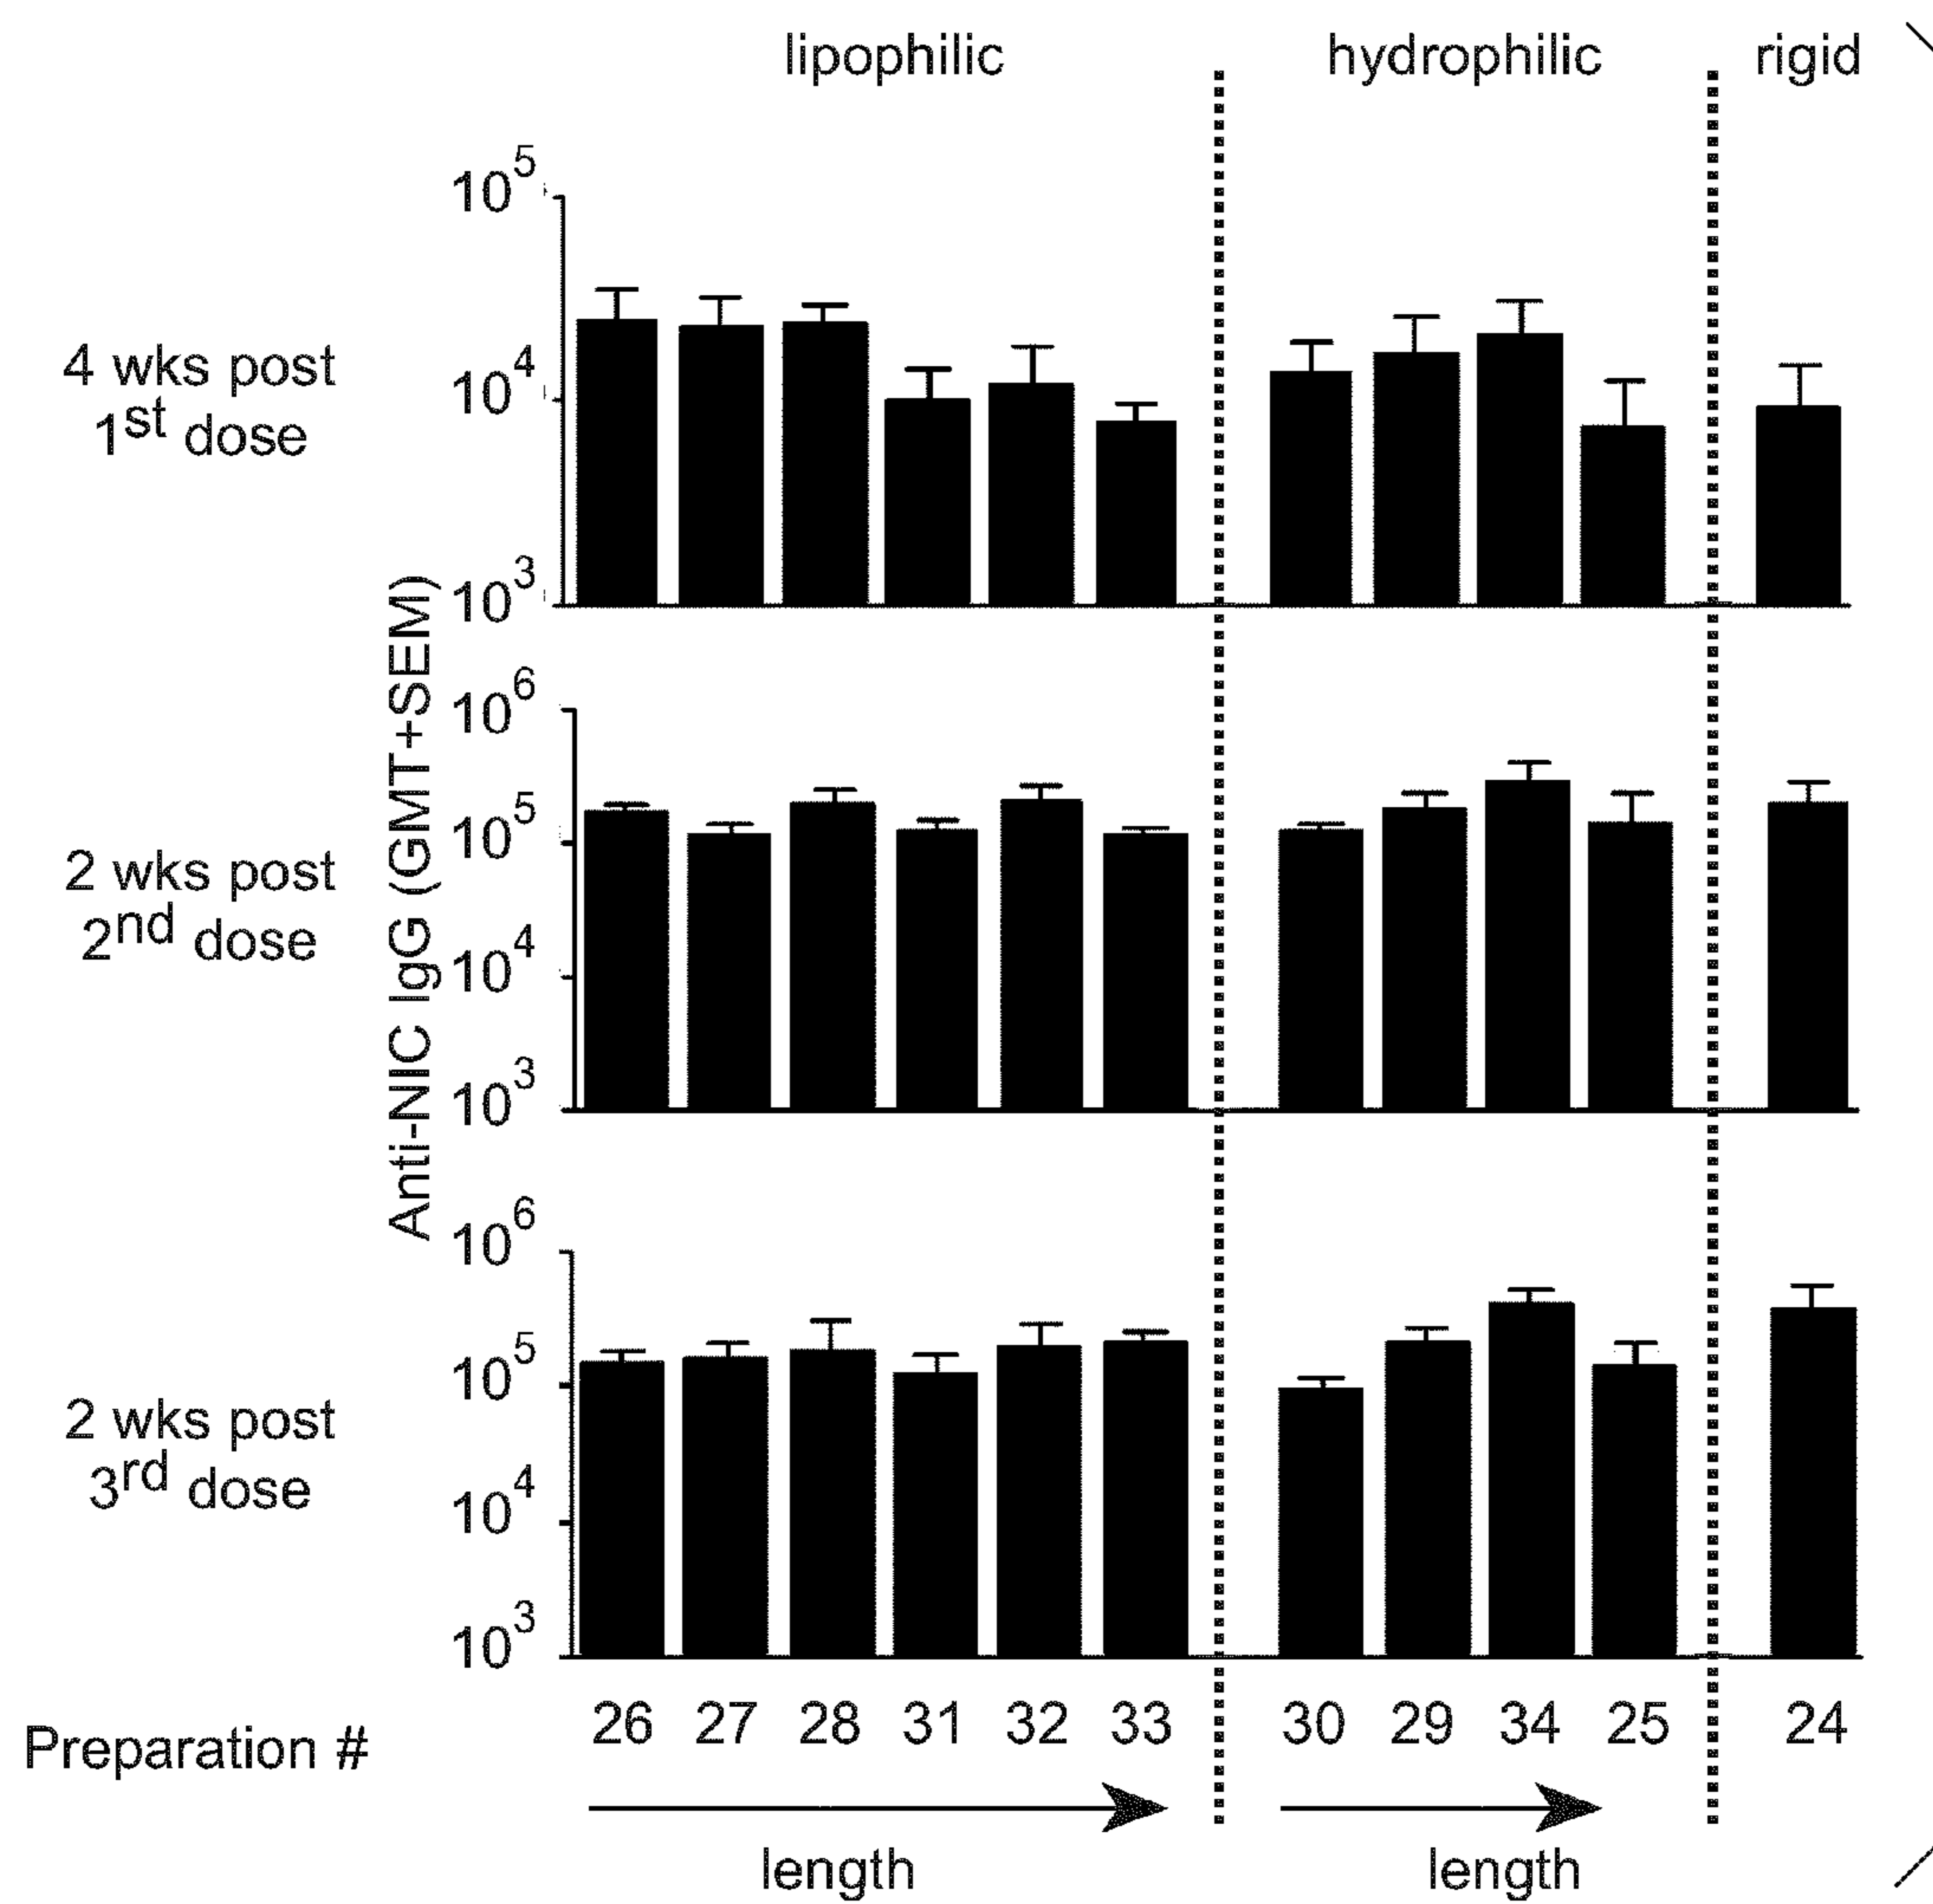 lipophilic hydrophilic rigid
Anti-NIC IgG (GMT+SEM)
4 wks post
1st dose
10^5
10^4
10^3
2 wks post
2nd dose
10^6
10^5
10^4
10^3
2 wks post
3rd dose
10^6
10^5
10^4
10^3
Preparation # 26 27 28 31 32 33 30 29 34 25 24
length length